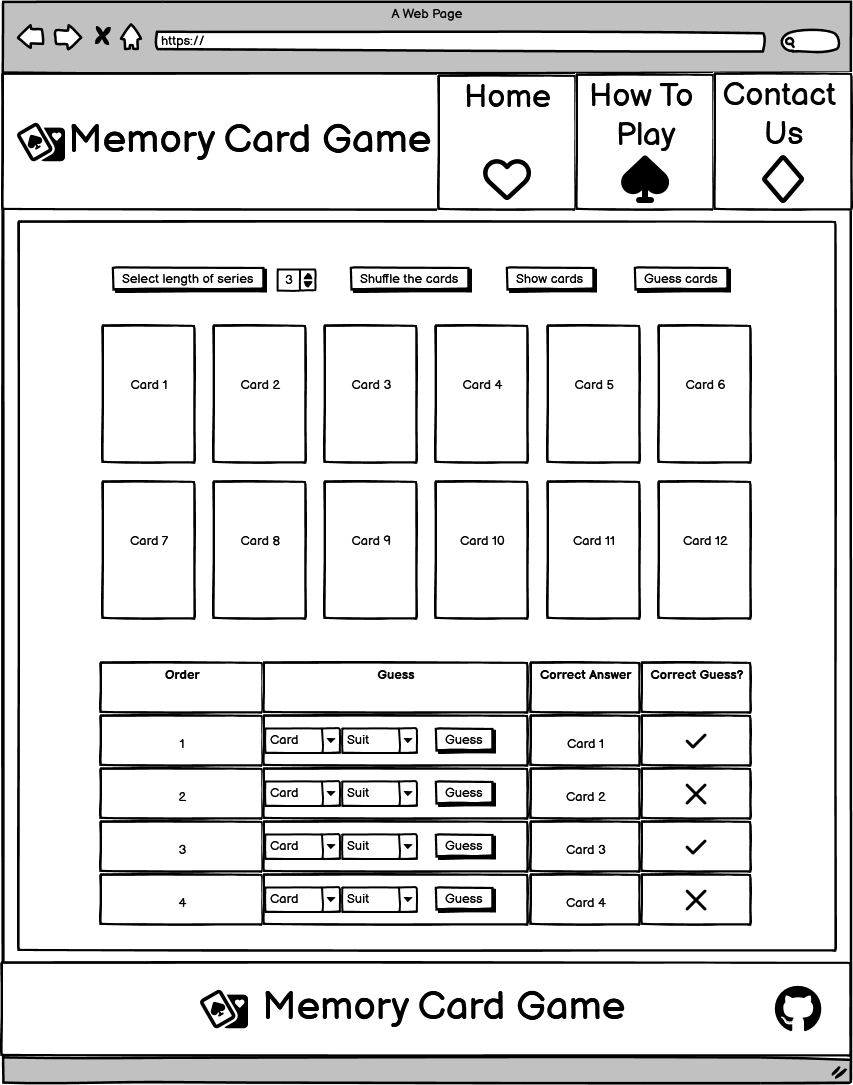 A Web Page
https://
Memory Card Game
Home
How To
Play
Contact
Us
Select length of series 3 Shuffle the cards Show cards Guess cards
Card 1 Card 2 Card 3 Card 4 Card 5 Card 6
Card 7 Card 8 Card 9 Card 10 Card 11 Card 12
Order Guess Correct Answer Correct Guess?
1 Card Suit Guess Card 1
2 Card Suit Guess Card 2
3 Card Suit Guess Card 3
4 Card Suit Guess Card 4
Memory Card Game